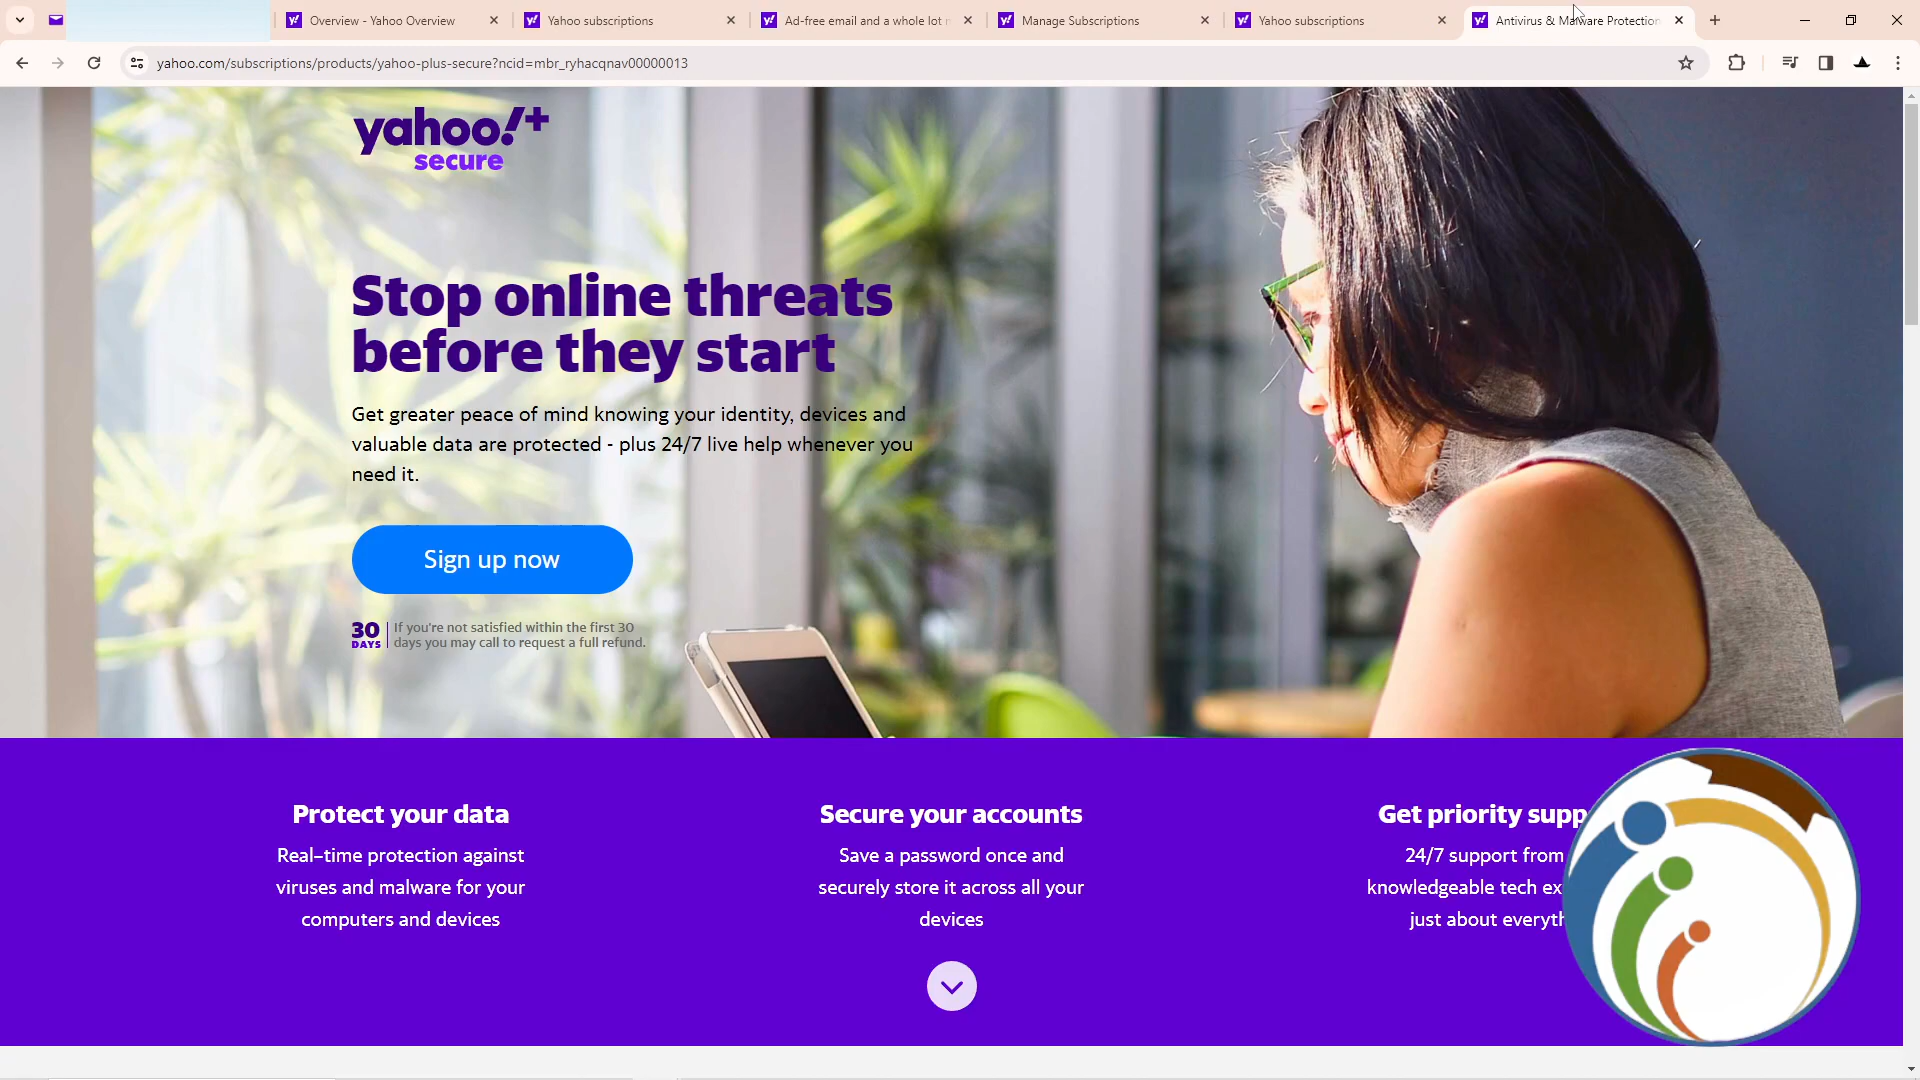 Overview - Yahoo Overview
Yahoo subscriptions
Ad-free email and a whole lot
Manage Subscriptions
Yahoo subscriptions
Antivirus & Malware Protection
yahoo.com/subscriptions/products/yahoo-plus-secure?ncid=mbr_ryhacqnav00000013
yahoo!+
secure
Stop online threats
before they start
Get greater peace of mind knowing your identity, devices and
valuable data are protected - plus 24/7 live help whenever you
need it.
Sign up now
30 DAYS
If you're not satisfied within the first 30
days you may call to request a full refund.
Protect your data
Real-time protection against
viruses and malware for your
computers and devices
Secure your accounts
Save a password once and
securely store it across all your
devices
Get priority supp
24/7 support from
knowledgeable tech ex
just about everyth